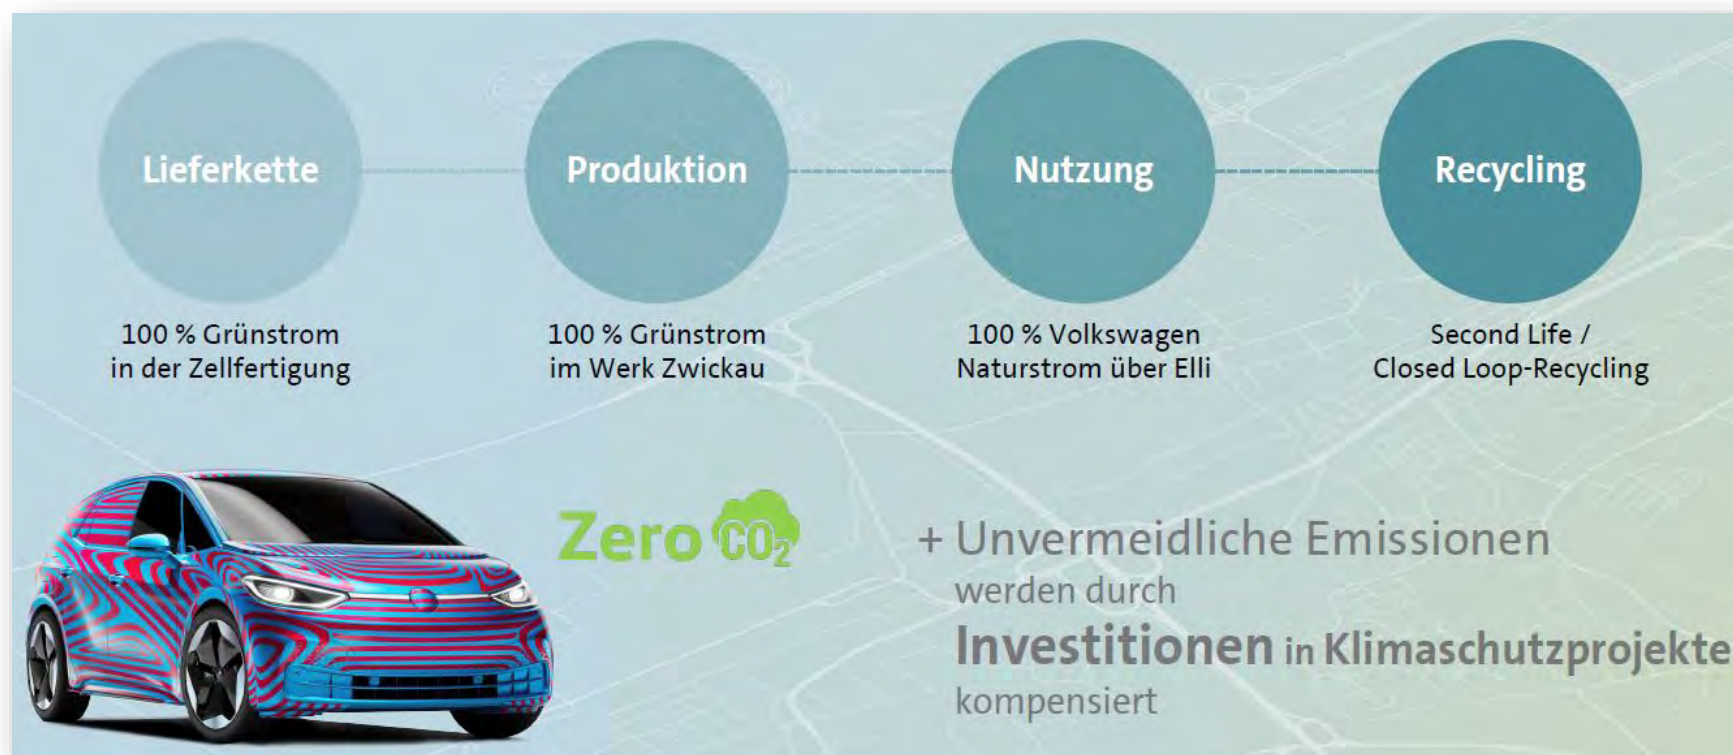 Lieferkette
Produktion
Nutzung
Recycling
100 % Grünstrom
in der Zellfertigung
100 % Grünstrom
im Werk Zwickau
100 % Volkswagen
Naturstrom über Elli
Second Life /
Closed Loop-Recycling
Zero CO₂
+ Unvermeidliche Emissionen
werden durch
Investitionen in Klimaschutzprojekte
kompensiert